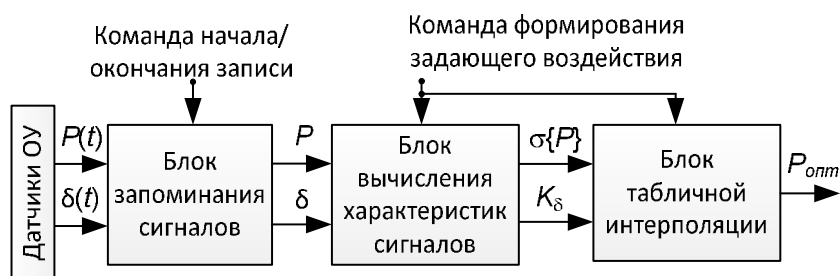 Команда начала/
окончания записи
Команда формирования
задающего воздействия
Датчики ОУ
P(t)
δ(t)
Блок
запоминания
сигналов
P
δ
Блок
вычисления
характеристик
сигналов
σ{P}
Kδ
Блок
табличной
интерполяции
Pопт